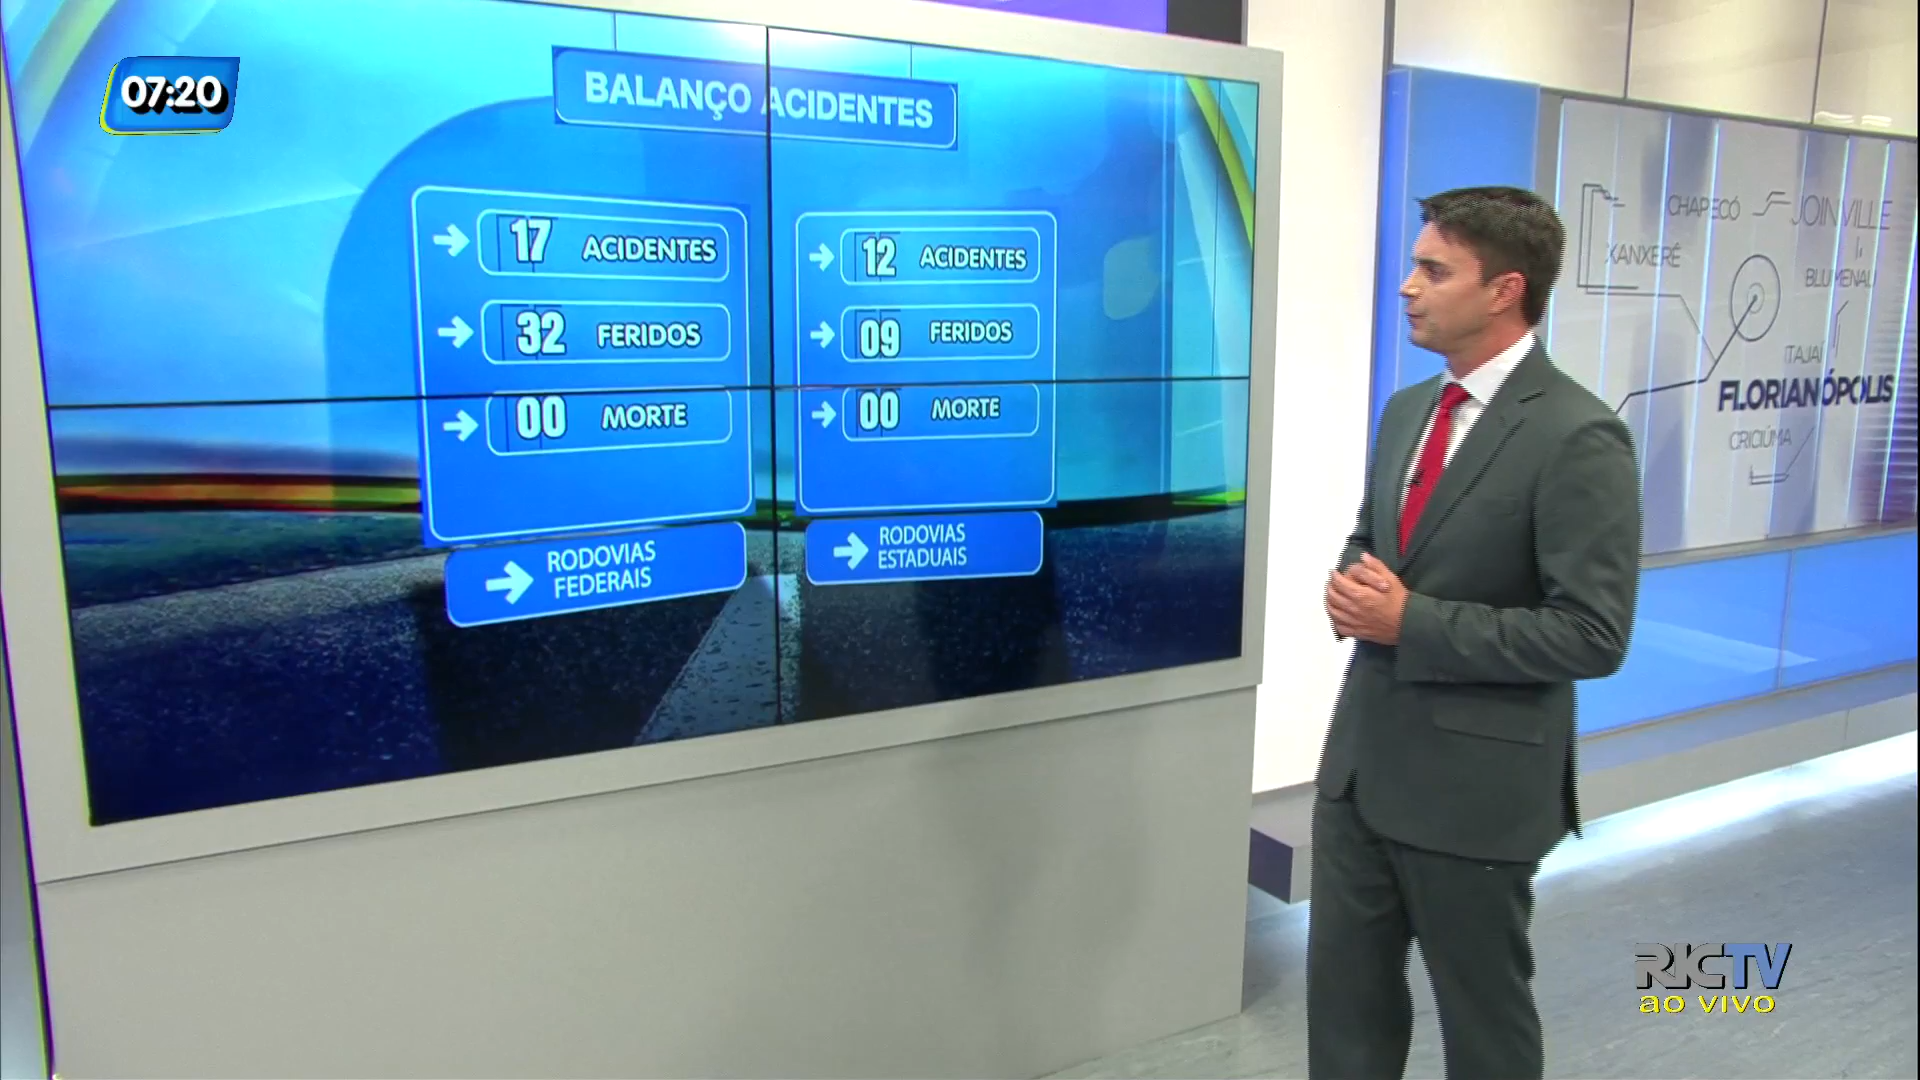 07:20
BALANÇO ACIDENTES
17 ACIDENTES
32 FERIDOS
00 MORTE
RODOVIAS
FEDERAIS
12 ACIDENTES
09 FERIDOS
00 MORTE
RODOVIAS
ESTADUAIS
CHAPECÓ
JOINVILLE
XANXERÊ
BLUMENAU
ITAJAÍ
FLORIANÓPOLIS
CRICIÚMA
RICTV
AO VIVO